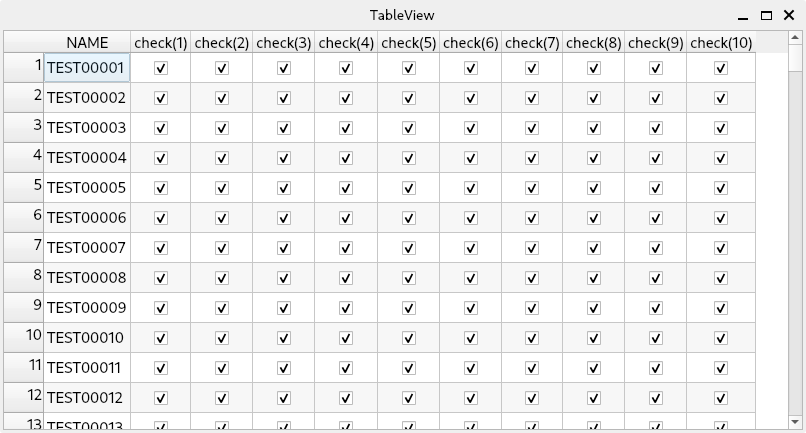 TableView
NAME check(1) check(2) check(3) check(4) check(5) check(6) check(7) check(8) check(9) check(10)
1 TEST00001
2 TEST00002
3 TEST00003
4 TEST00004
5 TEST00005
6 TEST00006
7 TEST00007
8 TEST00008
9 TEST00009
10 TEST00010
11 TEST00011
12 TEST00012
13 TEST00013